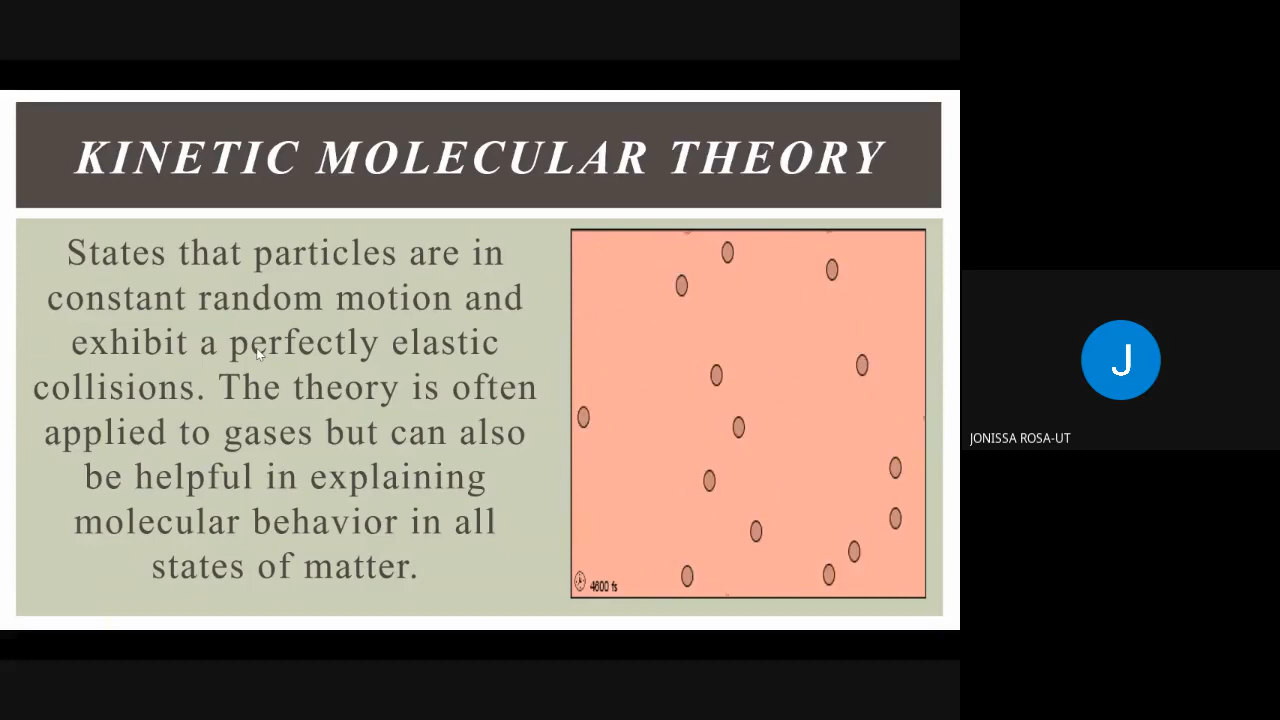 KINETIC MOLECULAR THEORY
States that particles are in
constant random motion and
exhibit a perfectly elastic
collisions. The theory is often
applied to gases but can also
be helpful in explaining
molecular behavior in all
states of matter.
4600 fs
J
JONISSA ROSA-UT